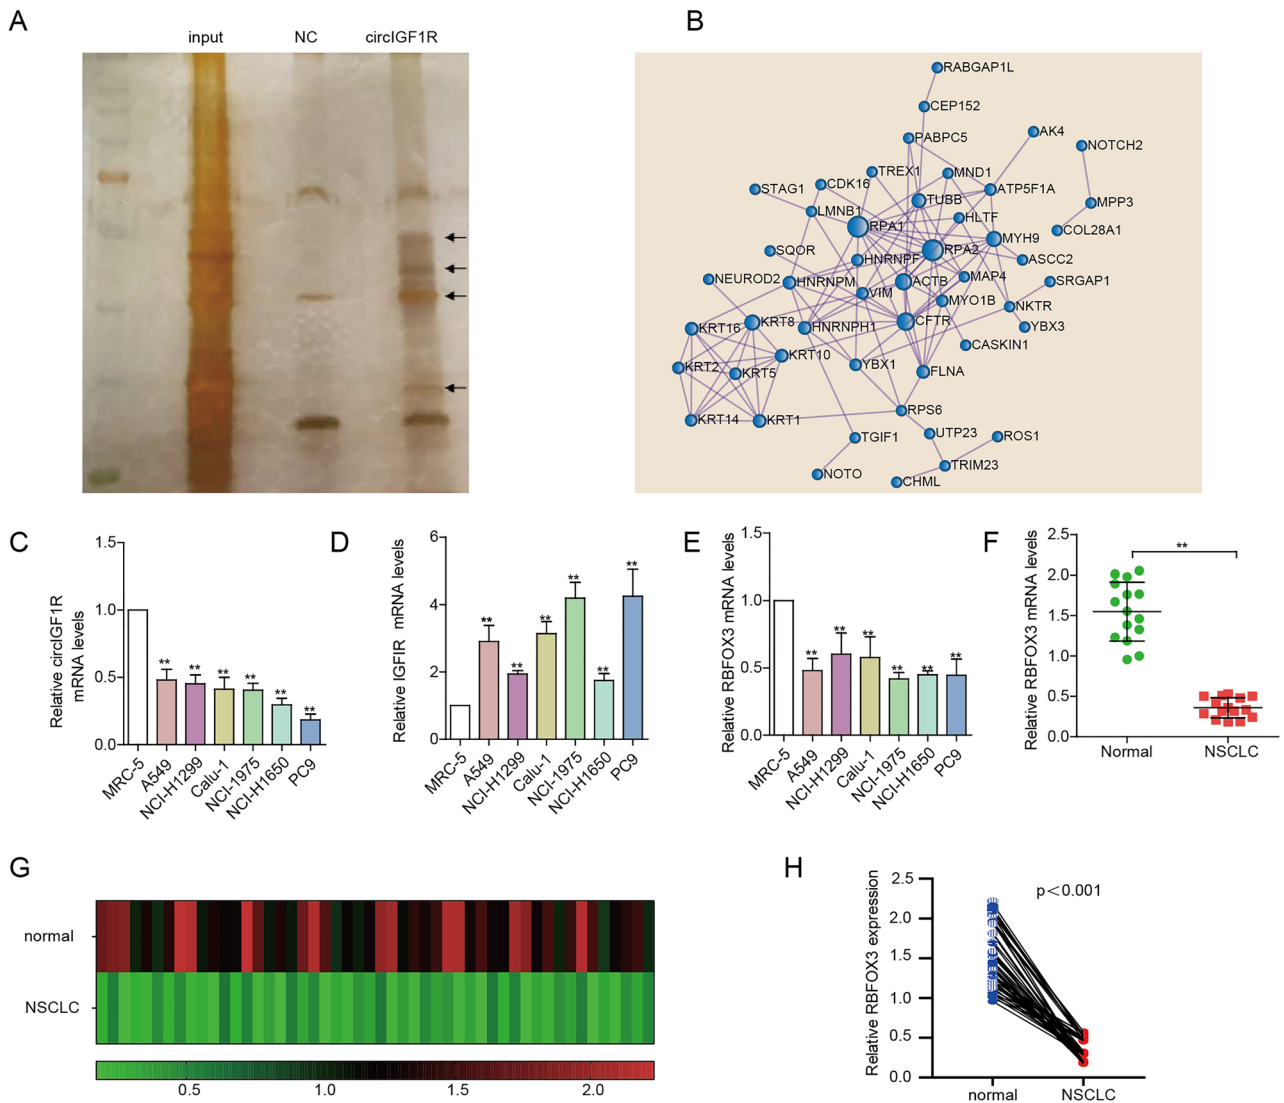 A
input
NC
circIGF1R
B
RABGAP1L
CEP152
PABPC5
AK4
NOTCH2
TREX1
MND1
STAG1
CDK16
ATP5F1A
TUBB
MPP3
LMNB1
HLTF
RPA1
COL28A1
MYH9
SQOR
RPA2
HNRNPF
ASCC2
NEUROD2
HNRNPM
ACTB
MAP4
SRGAP1
VIM
MYO1B
NKTR
KRT16
KRT8
HNRNPH1
CFTR
YBX3
CASKIN1
KRT10
KRT2
KRT5
YBX1
FLNA
RPS6
KRT14
KRT1
UTP23
ROS1
TGIF1
TRIM23
NOTO
CHML
C
Relative circIGF1R
mRNA levels
1.5
1.0
0.5
0.0
**
**
**
**
**
**
MRC-5
A549
NCI-H1299
Calu-1
NCI-1975
NCI-H1650
PC9
D
Relative IGFIR mRNA levels
6
4
2
0
**
**
**
**
**
**
MRC-5
A549
NCI-H1299
Calu-1
NCI-1975
NCI-H1650
PC9
E
Relative RBFOX3 mRNA levels
1.5
1.0
0.5
0.0
**
**
**
**
**
**
MRC-5
A549
NCI-H1299
Calu-1
NCI-1975
NCI-H1650
PC9
F
Relative RBFOX3 mRNA levels
2.5
2.0
1.5
1.0
0.5
0.0
**
Normal
NSCLC
G
normal
NSCLC
0.5
1.0
1.5
2.0
H
Relative RBFOX3 expression
2.5
2.0
1.5
1.0
0.5
0.0
p<0.001
normal
NSCLC